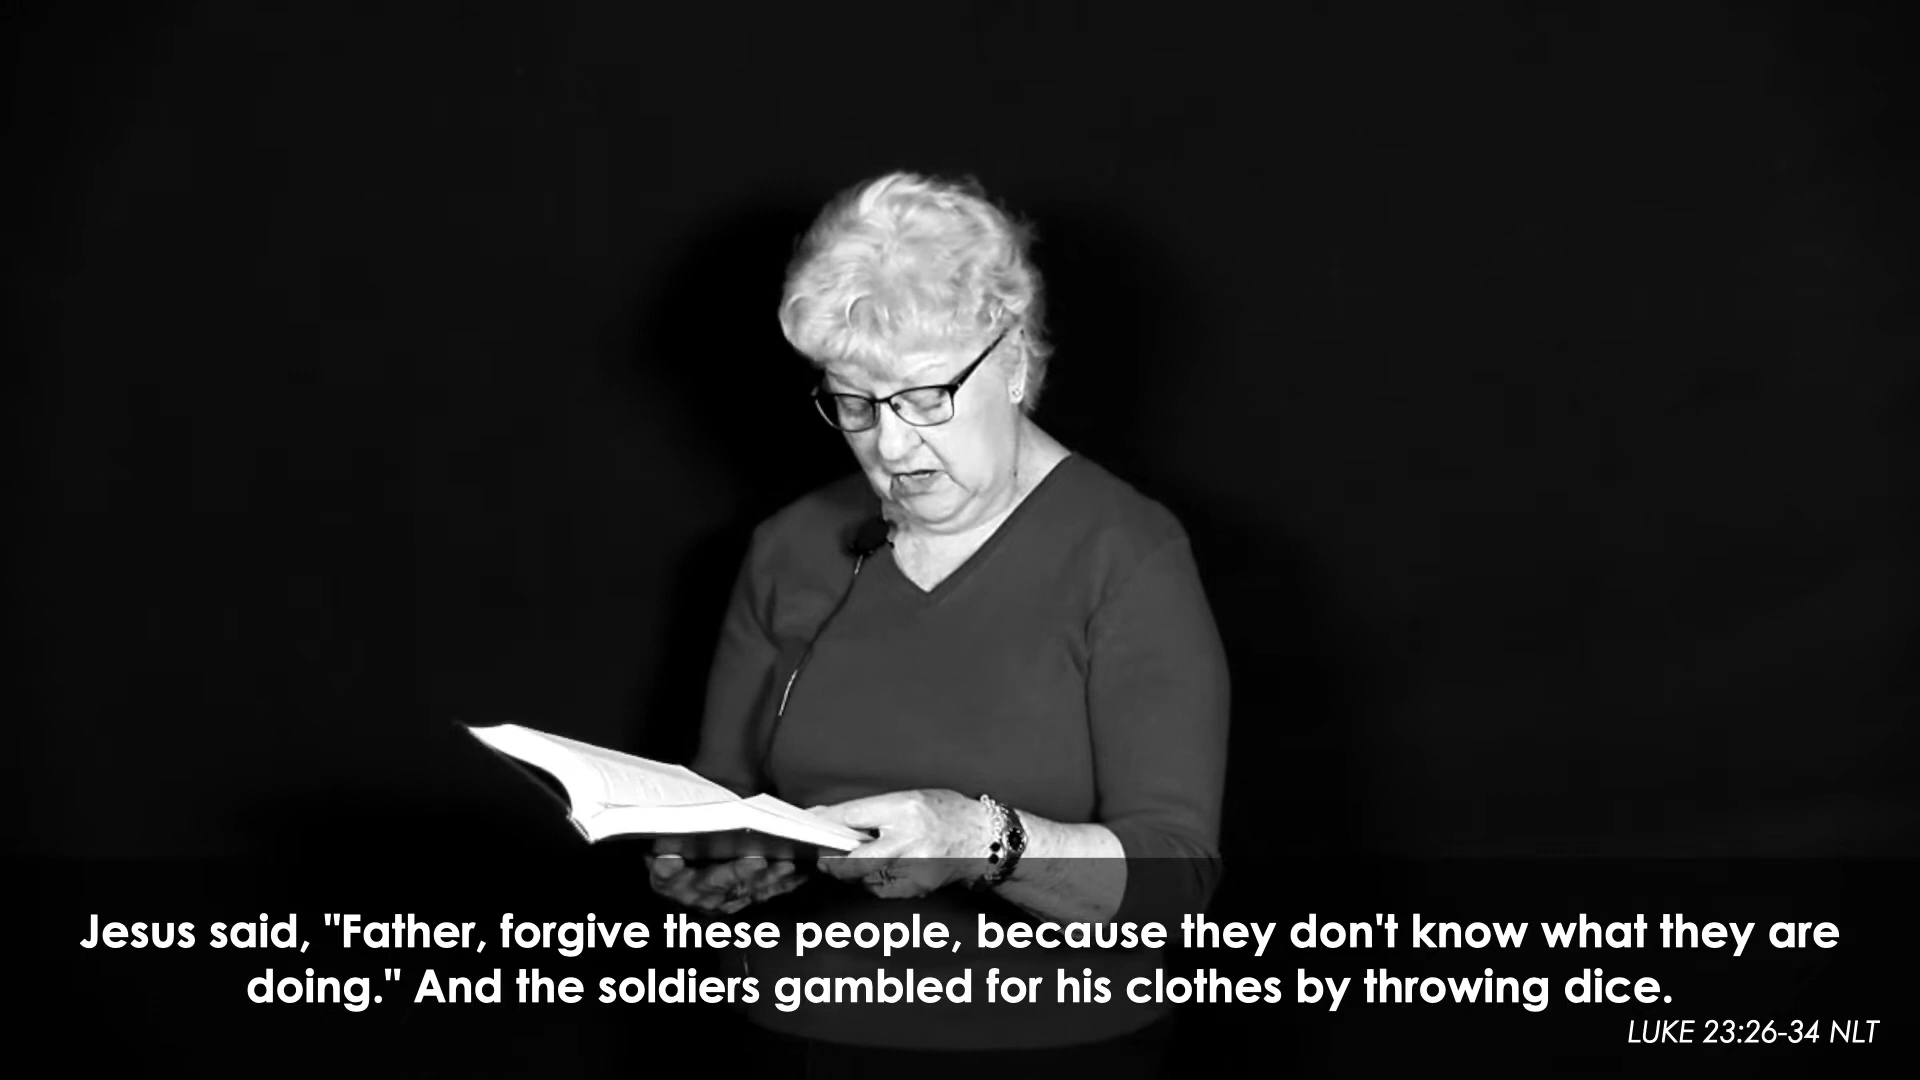 Jesus said, "Father, forgive these people, because they don't know what they are
doing." And the soldiers gambled for his clothes by throwing dice.
LUKE 23:26-34 NLT